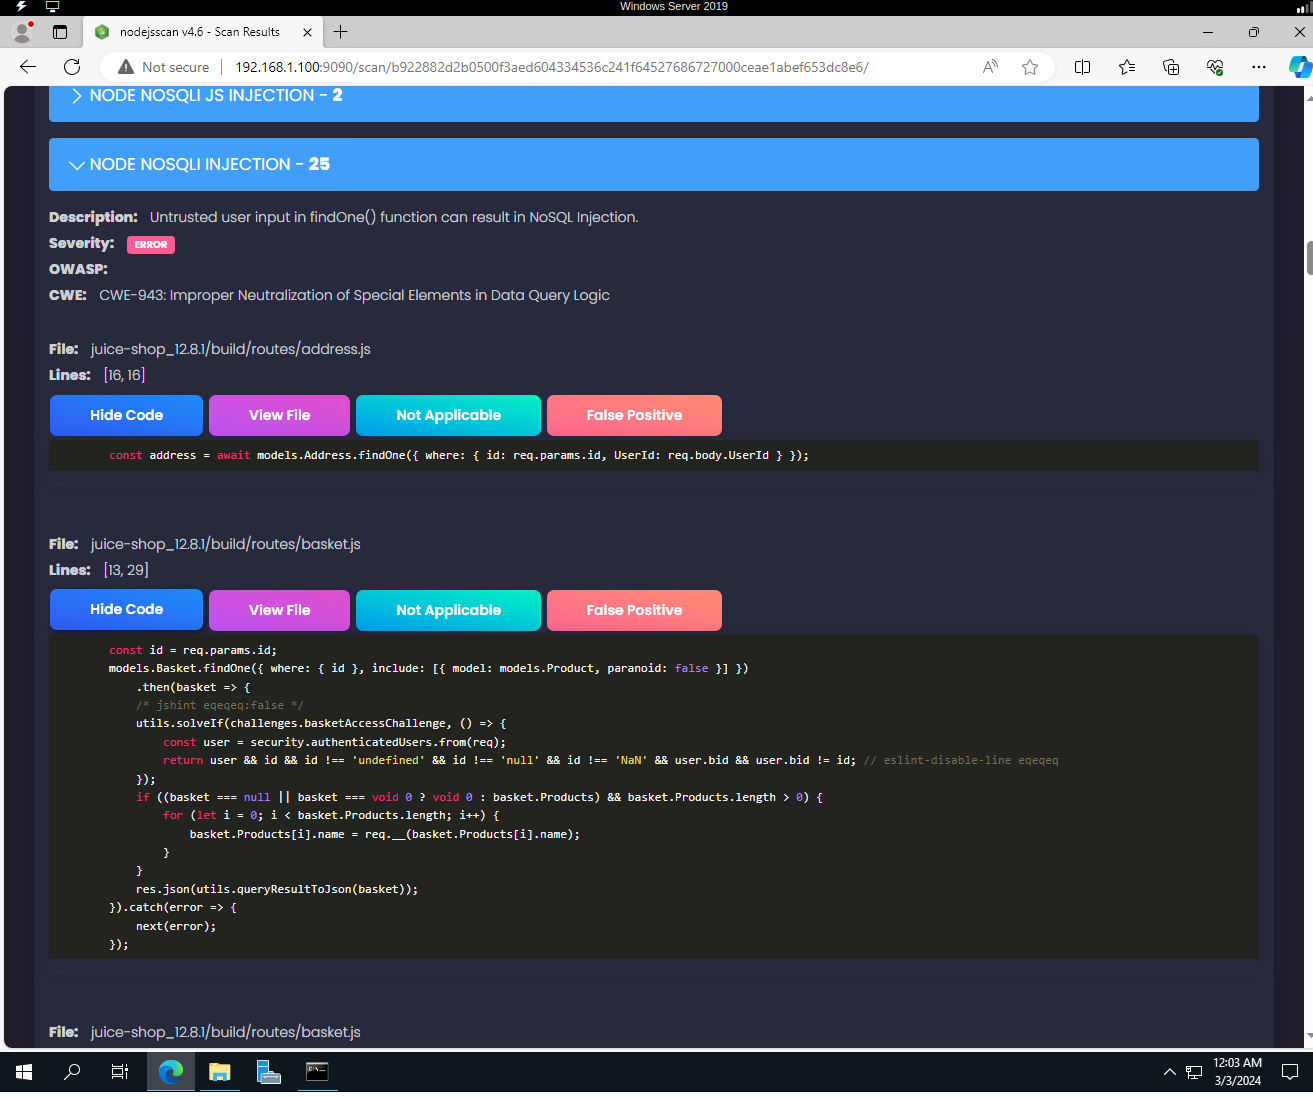 Windows Server 2019
nodejsscan v4.6 - Scan Results
Not secure
192.168.1.100:9090/scan/b922882d2b0500f3aed604334536c241f64527686727000ceae1abef653dc8e6/
NODE NOSQLI JS INJECTION - 2
NODE NOSQLI INJECTION - 25
Description: Untrusted user input in findOne() function can result in NoSQL Injection.
Severity: ERROR
OWASP:
CWE: CWE-943: Improper Neutralization of Special Elements in Data Query Logic
File: juice-shop_12.8.1/build/routes/address.js
Lines: [16, 16]
Hide Code View File Not Applicable False Positive
const address = await models.Address.findOne({ where: { id: req.params.id, UserId: req.body.UserId } });
File: juice-shop_12.8.1/build/routes/basket.js
Lines: [13, 29]
Hide Code View File Not Applicable False Positive
const id = req.params.id;
models.Basket.findOne({ where: { id }, include: [{ model: models.Product, paranoid: false }] })
.then(basket => {
/* jshint eqeqeq:false */
utils.solveIf(challenges.basketAccessChallenge, () => {
const user = security.authenticatedUsers.from(req);
return user && id && id !== 'undefined' && id !== 'null' && id !== 'NaN' && user.bid && user.bid != id; // eslint-disable-line eqeqeq
});
if ((basket === null || basket === void 0 ? void 0 : basket.Products) && basket.Products.length > 0) {
for (let i = 0; i < basket.Products.length; i++) {
basket.Products[i].name = req.__(basket.Products[i].name);
}
}
res.json(utils.queryResultToJson(basket));
}).catch(error => {
next(error);
});
File: juice-shop_12.8.1/build/routes/basket.js
12:03 AM
3/3/2024